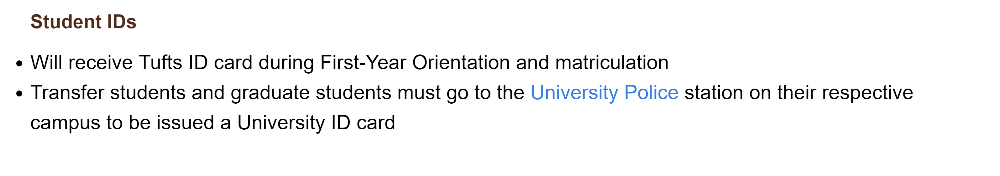 Student IDs
• Will receive Tufts ID card during First-Year Orientation and matriculation
• Transfer students and graduate students must go to the University Police station on their respective
campus to be issued a University ID card